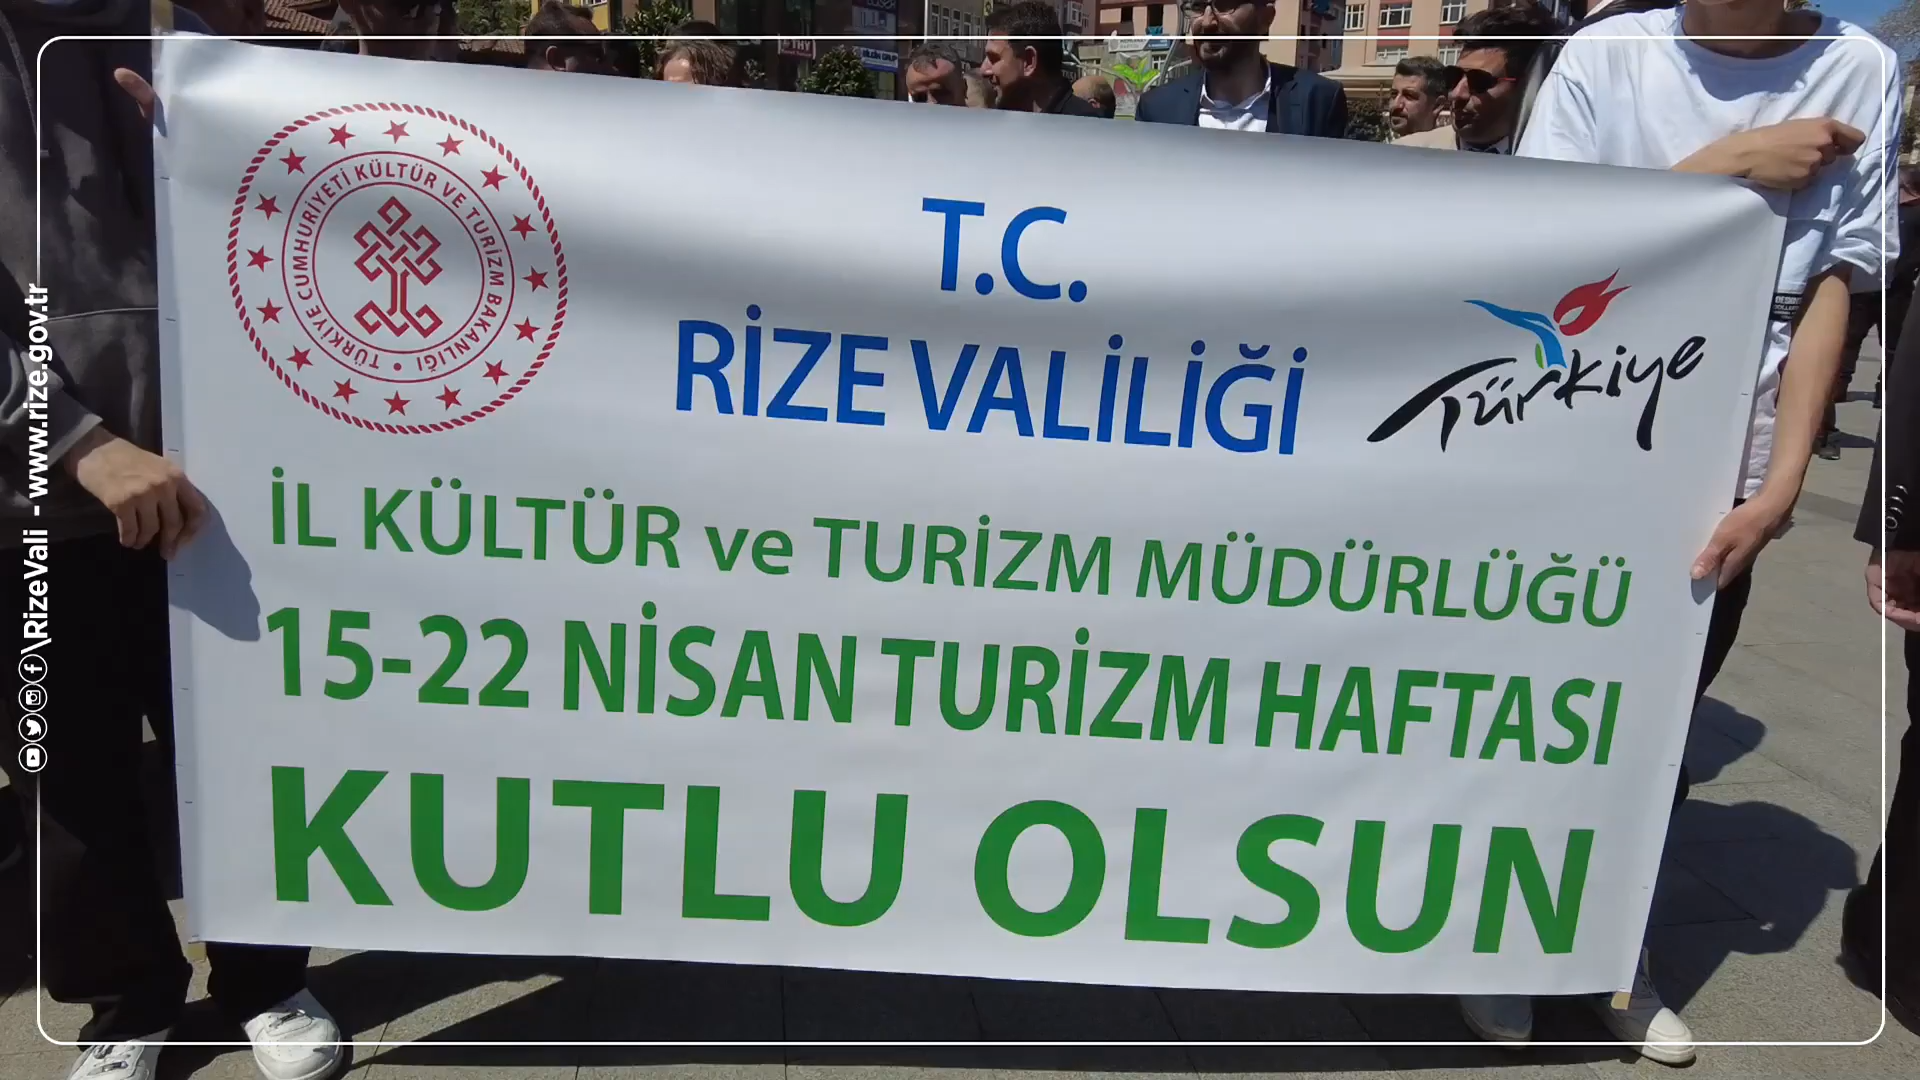 TÜRKİYE CUMHURİYETİ KÜLTÜR VE TURİZM BAKANLIĞI
T.C.
RİZE VALİLİĞİ
Türkiye
İL KÜLTÜR ve TURİZM MÜDÜRLÜĞÜ
15-22 NİSAN TURİZM HAFTASI
KUTLU OLSUN
\RizeVali - www.rize.gov.tr
THY